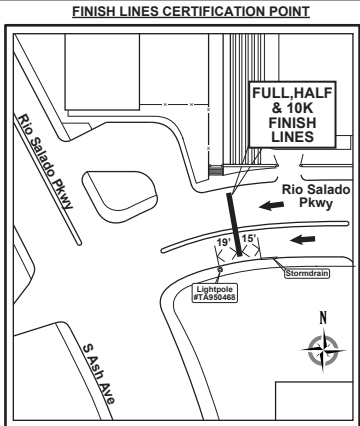 FINISH LINES CERTIFICATION POINT
FULL,HALF
& 10K
FINISH
LINES
Rio Salado Pkwy
Rio Salado
Pkwy
19'
15'
Lightpole
#TA950468
Stormdrain
S Ash Ave
N